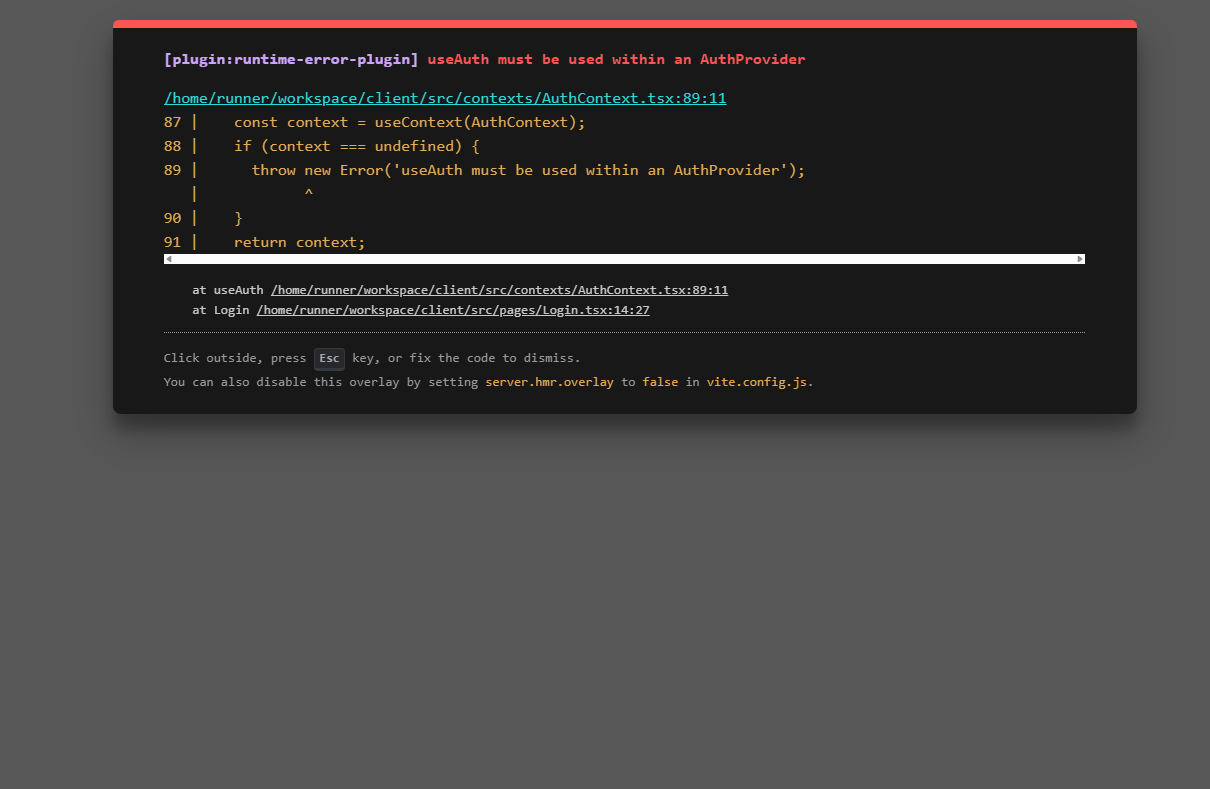 [plugin:runtime-error-plugin] useAuth must be used within an AuthProvider
/home/runner/workspace/client/src/contexts/AuthContext.tsx:89:11
87 |    const context = useContext(AuthContext);
88 |    if (context === undefined) {
89 |      throw new Error('useAuth must be used within an AuthProvider');
   |            ^
90 |    }
91 |    return context;
at useAuth /home/runner/workspace/client/src/contexts/AuthContext.tsx:89:11
at Login /home/runner/workspace/client/src/pages/Login.tsx:14:27
Click outside, press Esc key, or fix the code to dismiss.
You can also disable this overlay by setting server.hmr.overlay to false in vite.config.js.